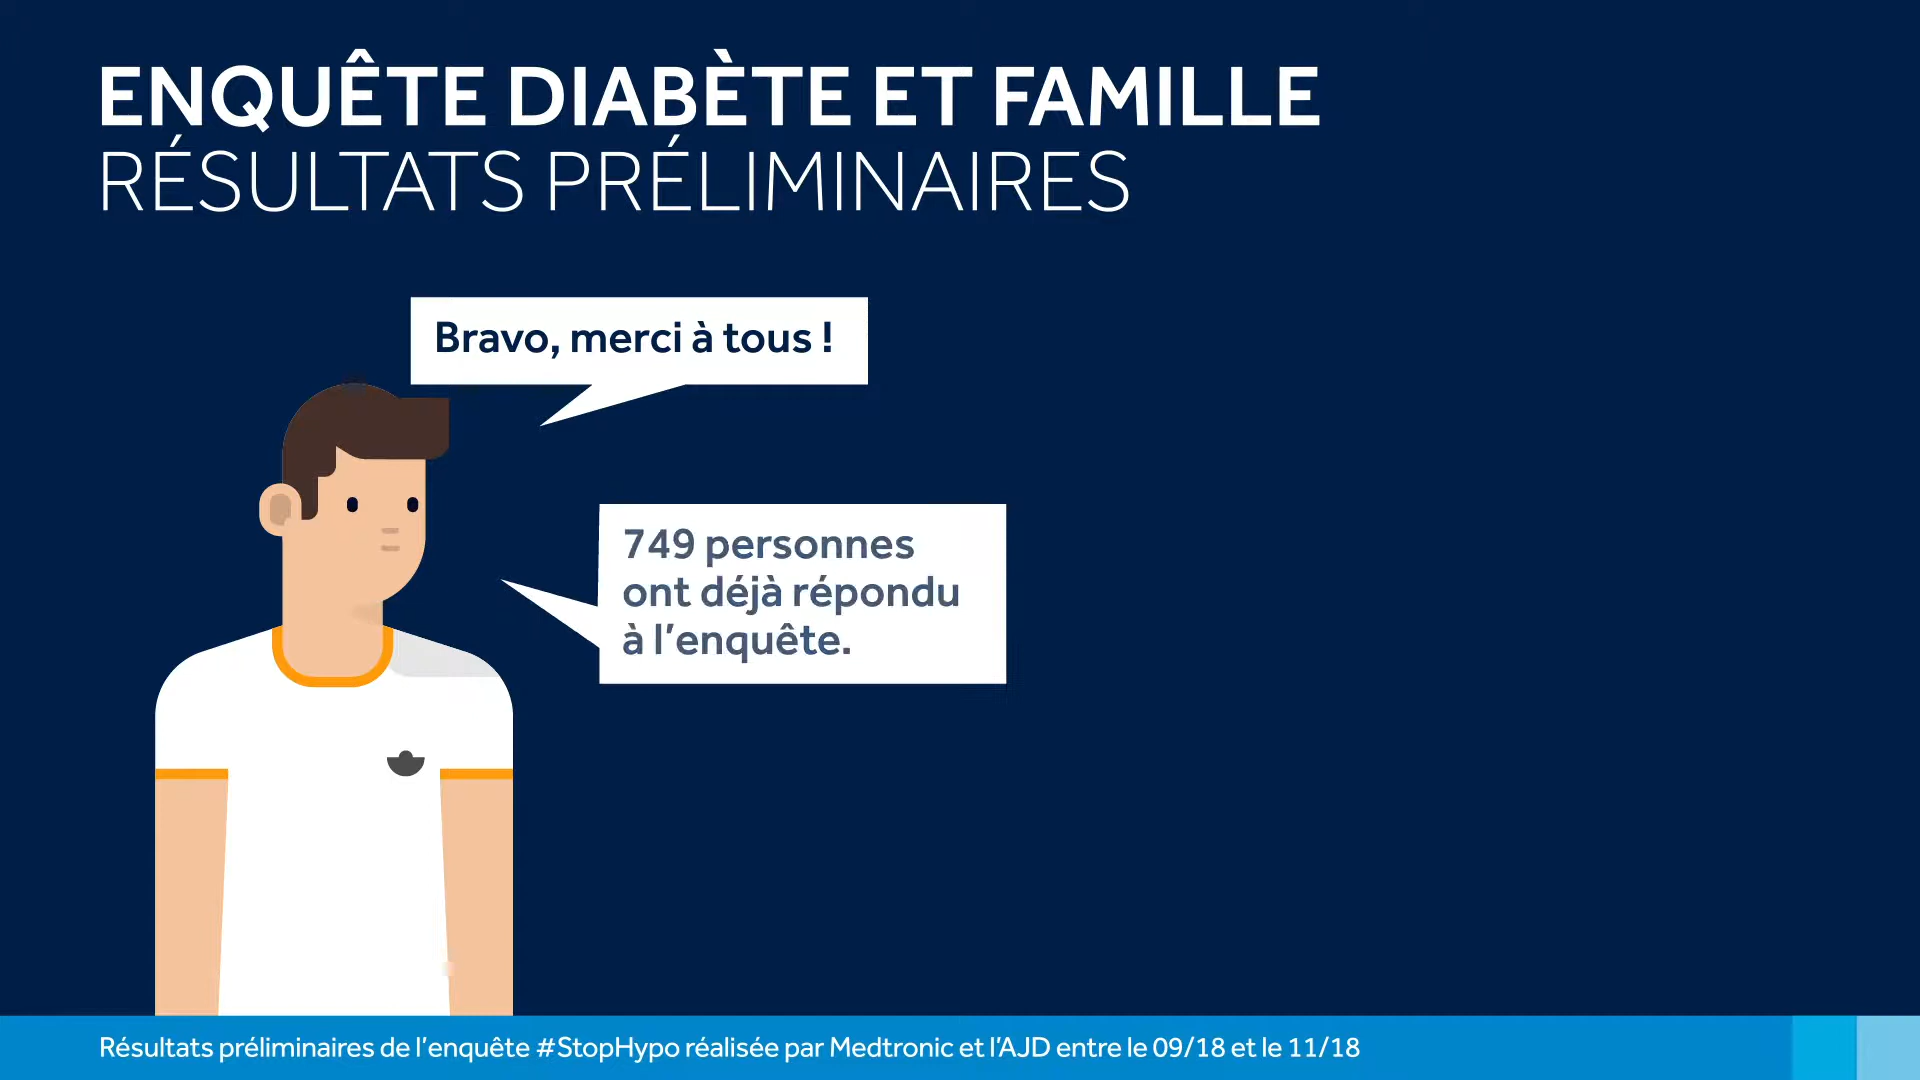 ENQUÊTE DIABÈTE ET FAMILLE
RÉSULTATS PRÉLIMINAIRES
Bravo, merci à tous !
749 personnes
ont déjà répondu
à l’enquête.
Résultats préliminaires de l’enquête #StopHypo réalisée par Medtronic et l’AJD entre le 09/18 et le 11/18